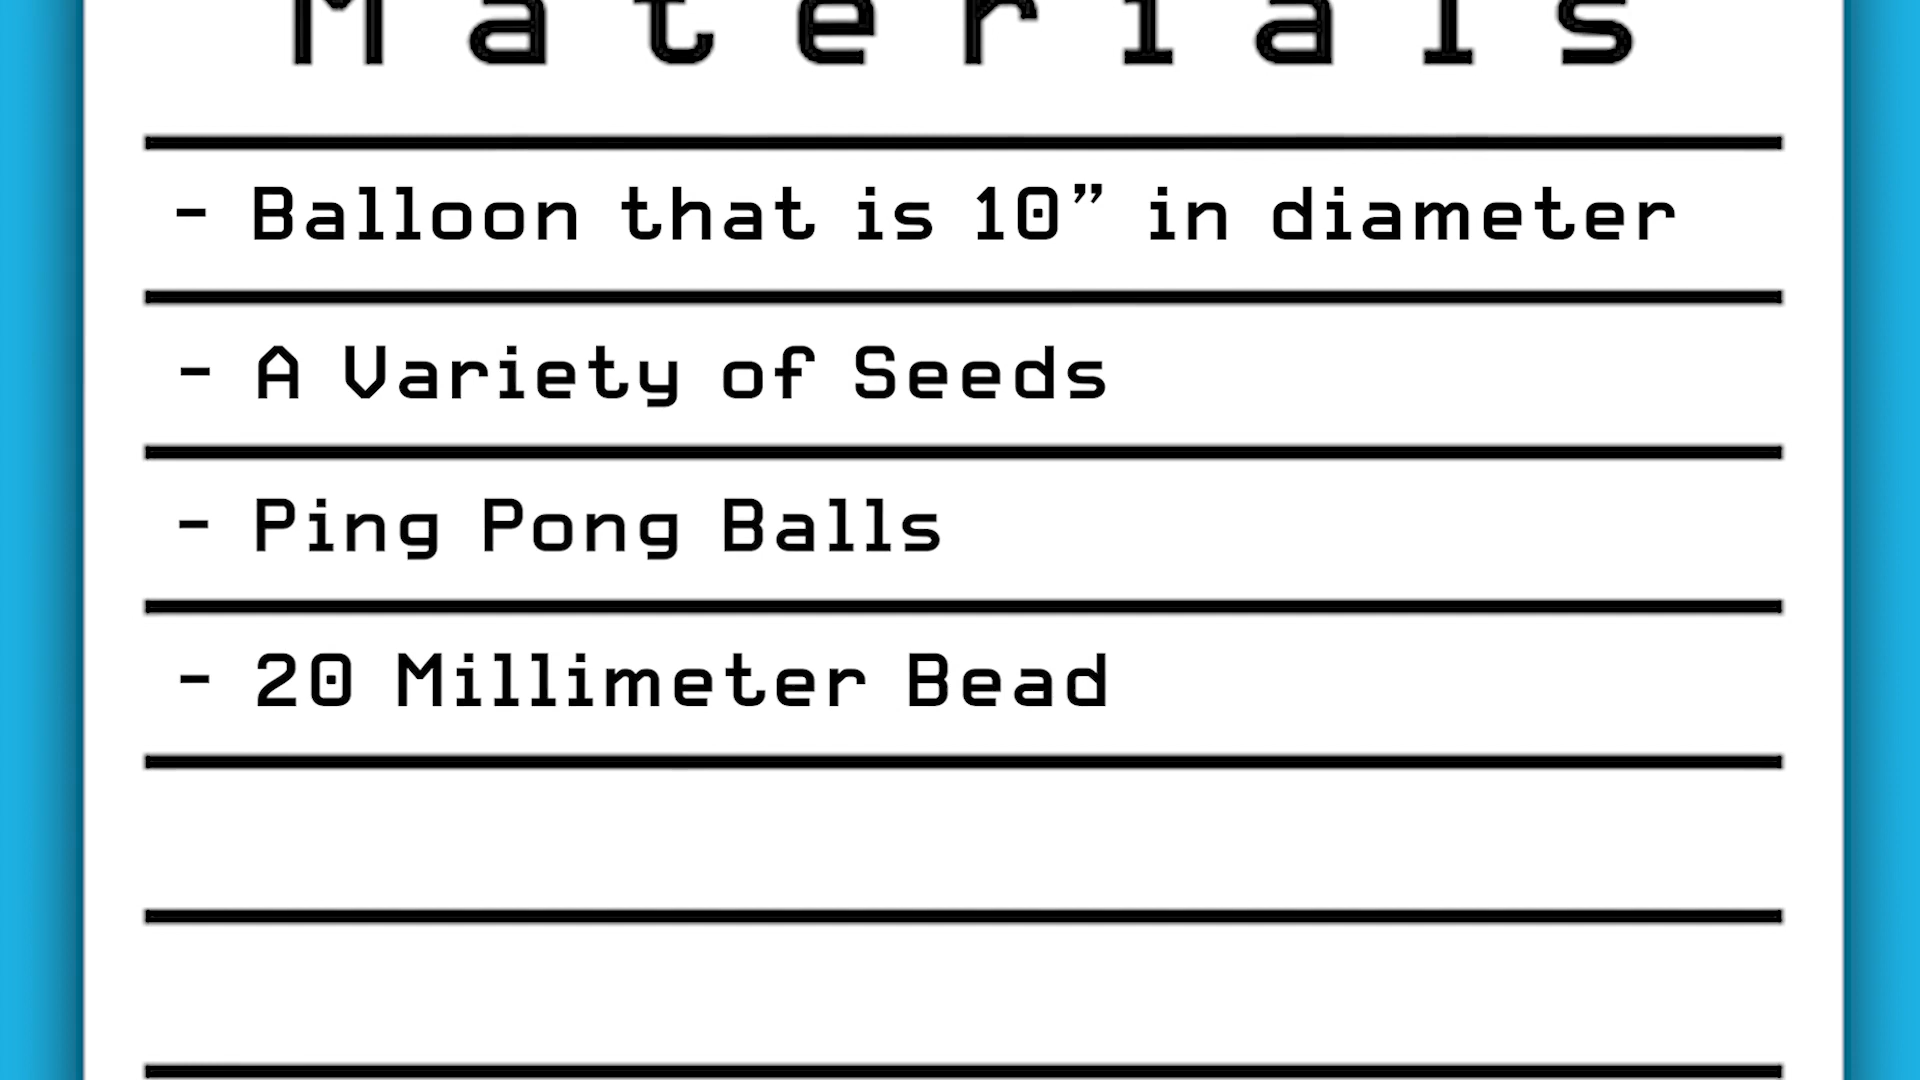 Materials
- Balloon that is 10” in diameter
- A Variety of Seeds
- Ping Pong Balls
- 20 Millimeter Bead